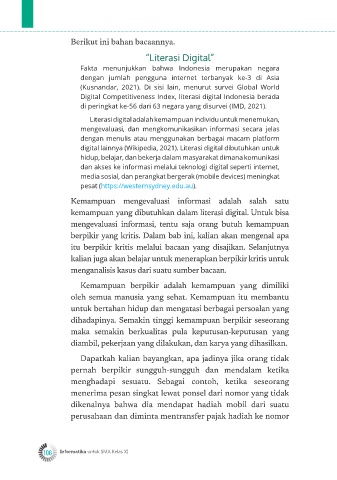 Berikut ini bahan bacaannya.
"Literasi Digital"
Fakta menunjukkan bahwa Indonesia merupakan negara
dengan jumlah pengguna internet terbanyak ke-3 di Asia
(Kusnandar, 2021). Di sisi lain, menurut survei Global World
Digital Competitiveness Index, literasi digital Indonesia berada
di peringkat ke-56 dari 63 negara yang disurvei (IMD, 2021).
Literasi digital adalah kemampuan individu untuk menemukan,
mengevaluasi, dan mengkomunikasikan informasi secara jelas
dengan menulis atau menggunakan berbagai macam platform
digital lainnya (Wikipedia, 2021). Literasi digital dibutuhkan untuk
hidup, belajar, dan bekerja dalam masyarakat dimana komunikasi
dan akses ke informasi melalui teknologi digital seperti internet,
media sosial, dan perangkat bergerak (mobile devices) meningkat
pesat (https://westernsydney.edu.au).
Kemampuan mengevaluasi informasi adalah salah satu
kemampuan yang dibutuhkan dalam literasi digital. Untuk bisa
mengevaluasi informasi, tentu saja orang butuh kemampuan
berpikir yang kritis. Dalam bab ini, kalian akan mengenal apa
itu berpikir kritis melalui bacaan yang disajikan. Selanjutnya
kalian juga akan belajar untuk menerapkan berpikir kritis untuk
menganalisis kasus dari suatu sumber bacaan.
Kemampuan berpikir adalah kemampuan yang dimiliki
oleh semua manusia yang sehat. Kemampuan itu membantu
untuk bertahan hidup dan mengatasi berbagai persoalan yang
dihadapinya. Semakin tinggi kemampuan berpikir seseorang
maka semakin berkualitas pula keputusan-keputusan yang
diambil, pekerjaan yang dilakukan, dan karya yang dihasilkan.
Dapatkah kalian bayangkan, apa jadinya jika orang tidak
pernah berpikir sungguh-sungguh dan mendalam ketika
menghadapi sesuatu. Sebagai contoh, ketika seseorang
menerima pesan singkat lewat ponsel dari nomor yang tidak
dikenalnya bahwa dia mendapat hadiah mobil dari suatu
perusahaan dan diminta mentransfer pajak hadiah ke nomor
108 Informatika untuk SMA Kelas XI